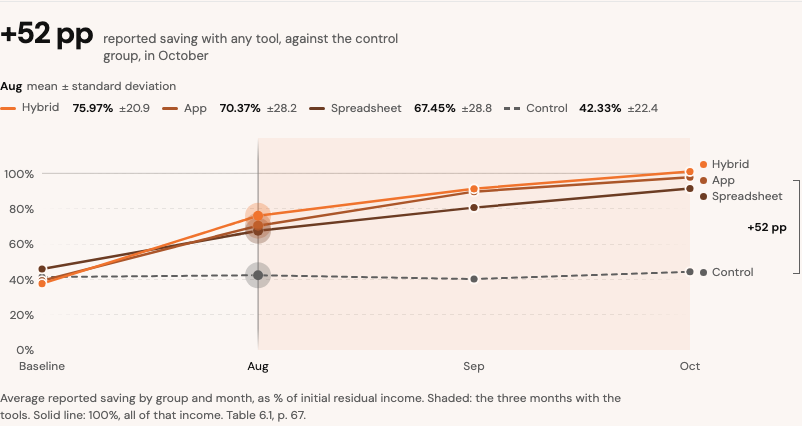 +52 pp reported saving with any tool, against the control
group, in October
Aug mean ± standard deviation
Hybrid 75.97% ±20.9 App 70.37% ±28.2 Spreadsheet 67.45% ±28.8 Control 42.33% ±22.4
100%
80%
60%
40%
20%
0%
Hybrid
App
Spreadsheet
+52 pp
Control
Baseline Aug Sep Oct
Average reported saving by group and month, as % of initial residual income. Shaded: the three months with the
tools. Solid line: 100%, all of that income. Table 6.1, p. 67.